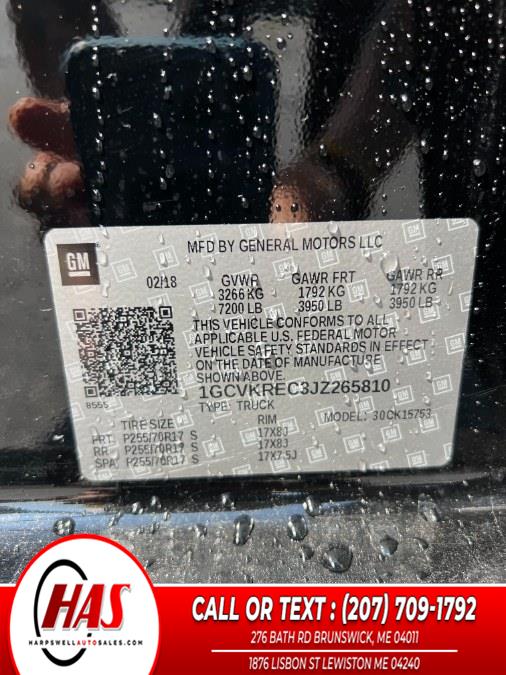 GM
MFD BY GENERAL MOTORS LLC
02/18 GVWR GAWR FRT GAWR RR
3266 KG 1792 KG 1792 KG
7200 LB 3950 LB 3950 LB
THIS VEHICLE CONFORMS TO ALL
APPLICABLE U.S. FEDERAL MOTOR
VEHICLE SAFETY STANDARDS IN EFFECT
ON THE DATE OF MANUFACTURE
SHOWN ABOVE
8555
1GCVKREC3JZ265810
TYPE: TRUCK MODEL: 30CK15753
TIRE SIZE RIM
FRT P255/70R17 S 17X8J
RR P255/70R17 S 17X8J
SPA P255/70R17 S 17X7.5J
HAS
HARPSWELLAUTOSALES.COM
CALL OR TEXT : (207) 709-1792
276 BATH RD BRUNSWICK, ME 04011
1876 LISBON ST LEWISTON ME 04240